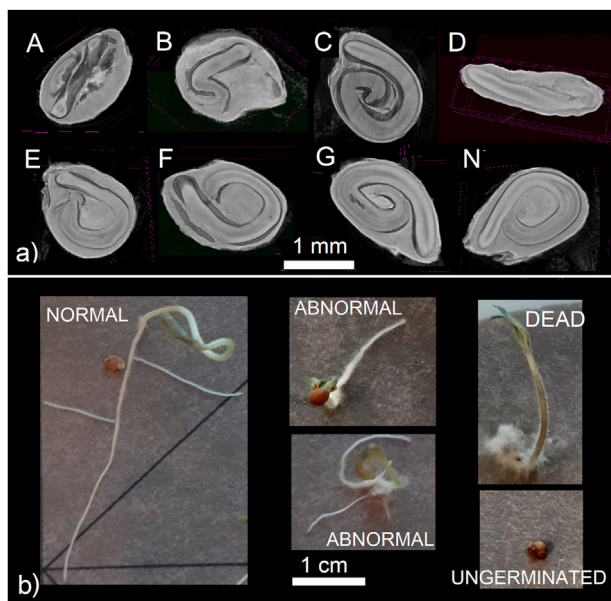 A B C D
E F G N
a) 1 mm
NORMAL ABNORMAL DEAD
ABNORMAL
1 cm
b) UNGERMINATED